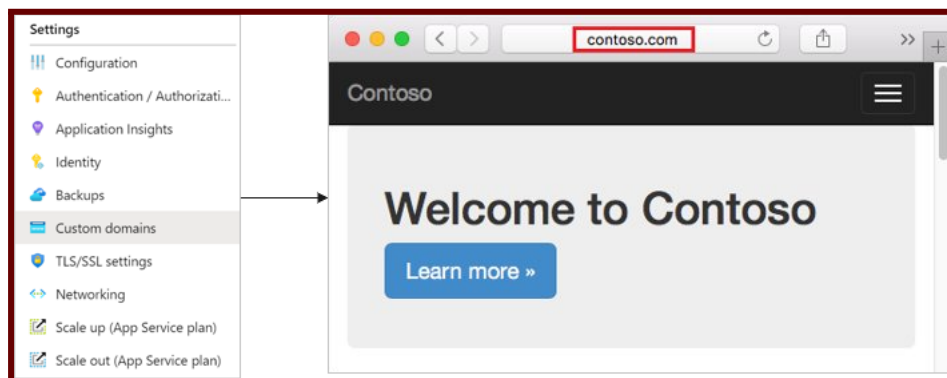 Settings
Configuration
Authentication / Authorizati...
Application Insights
Identity
Backups
Custom domains
TLS/SSL settings
Networking
Scale up (App Service plan)
Scale out (App Service plan)
contoso.com
Contoso
Welcome to Contoso
Learn more »